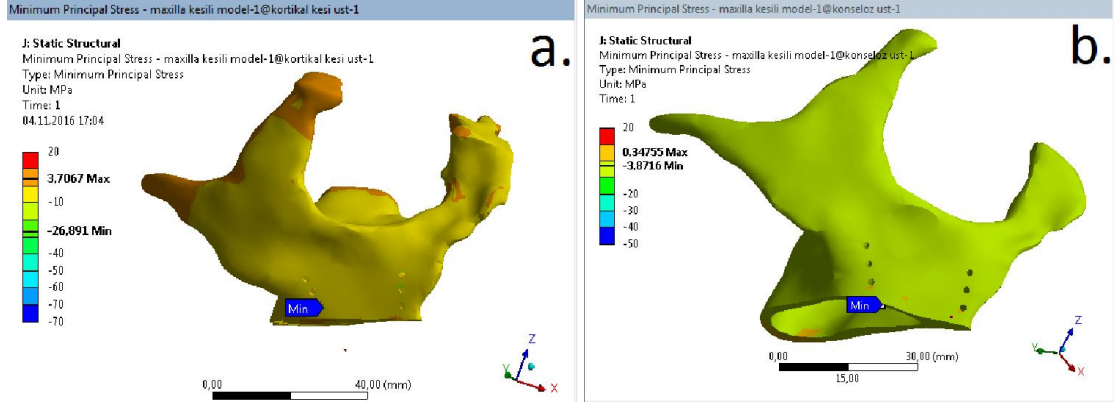 Minimum Principal Stress - maxilla kesili model-1@kortikal kesi ust-1
J: Static Structural
Minimum Principal Stress - maxilla kesili model-1@kortikal kesi ust-1
Type: Minimum Principal Stress
Unit: MPa
Time: 1
04.11.2016 17:04
a.
20
3,7067 Max
-10
-26,891 Min
-40
-50
-60
-70
-70
Min
0,00
40,00 (mm)
Z
Y
X
Minimum Principal Stress - maxilla kesili model-1@konseloz ust-1
J: Static Structural
Minimum Principal Stress - maxilla kesili model-1@konseloz ust-1
Type: Minimum Principal Stress
Unit: MPa
Time: 1
b.
20
0,34755 Max
-3,8716 Min
-20
-30
-40
-50
Min
0,00
30,00 (mm)
15,00
Z
Y
X